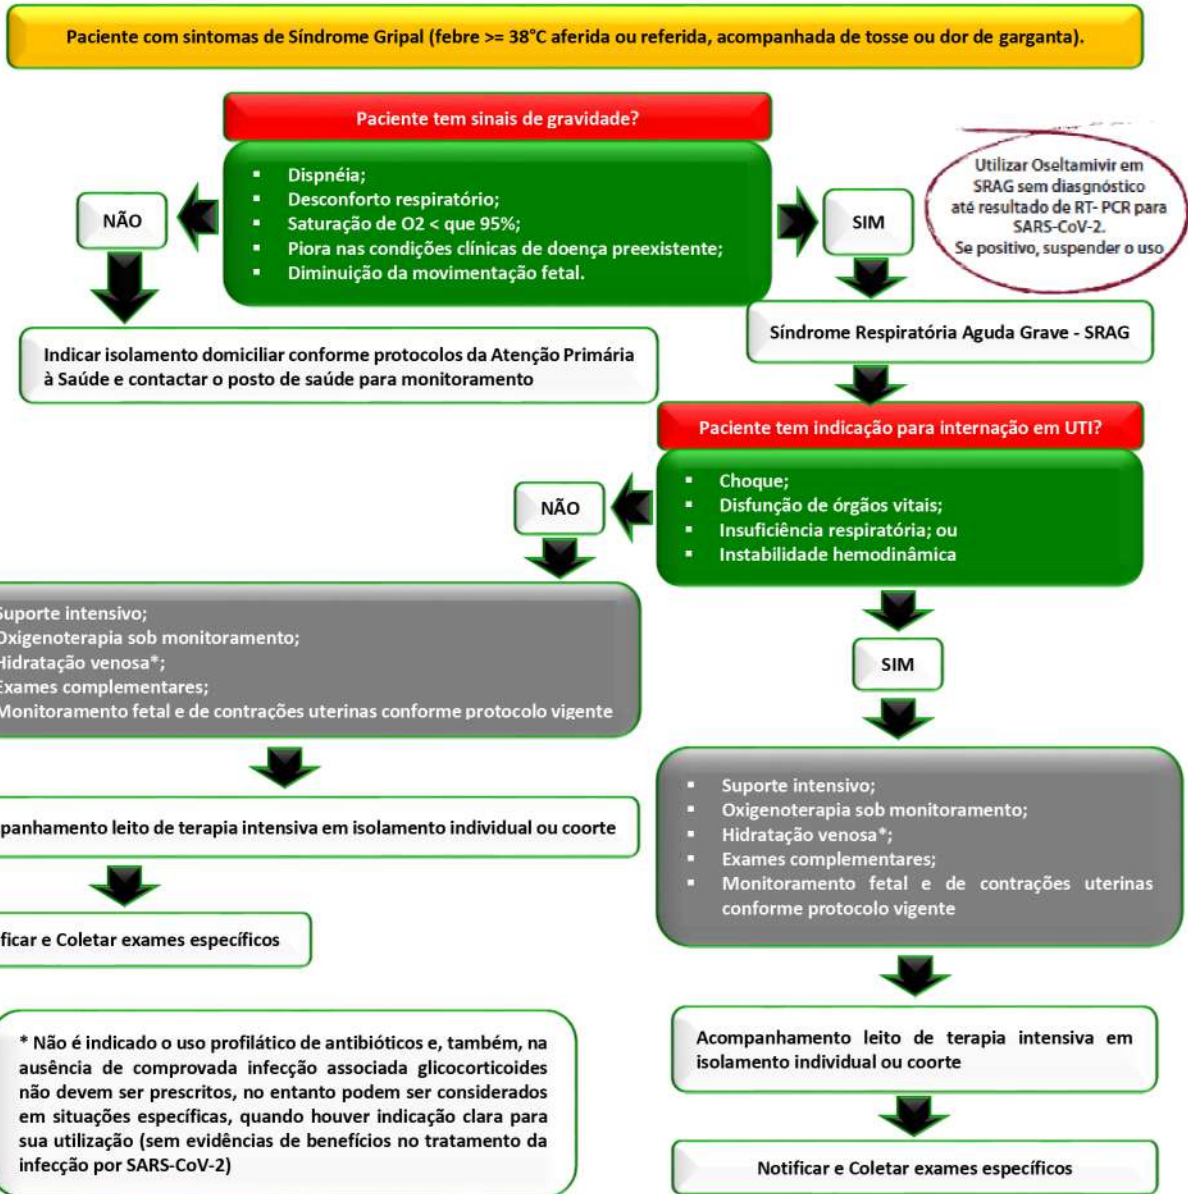 Paciente com sintomas de Síndrome Gripal (febre >= 38°C aferida ou referida, acompanhada de tosse ou dor de garganta).
Paciente tem sinais de gravidade?
▪ Dispnéia;
▪ Desconforto respiratório;
▪ Saturação de O2 < que 95%;
▪ Piora nas condições clínicas de doença preexistente;
▪ Diminuição da movimentação fetal.
NÃO
SIM
Utilizar Oseltamivir em
SRAG sem diasgnóstico
até resultado de RT- PCR para
SARS-CoV-2.
Se positivo, suspender o uso
Indicar isolamento domiciliar conforme protocolos da Atenção Primária
à Saúde e contactar o posto de saúde para monitoramento
Síndrome Respiratória Aguda Grave - SRAG
Paciente tem indicação para internação em UTI?
▪ Choque;
▪ Disfunção de órgãos vitais;
▪ Insuficiência respiratória; ou
▪ Instabilidade hemodinâmica
NÃO
Suporte intensivo;
Oxigenoterapia sob monitoramento;
Hidratação venosa*;
Exames complementares;
Monitoramento fetal e de contrações uterinas conforme protocolo vigente
panhamento leito de terapia intensiva em isolamento individual ou coorte
ficar e Coletar exames específicos
SIM
▪ Suporte intensivo;
▪ Oxigenoterapia sob monitoramento;
▪ Hidratação venosa*;
▪ Exames complementares;
▪ Monitoramento fetal e de contrações uterinas
conforme protocolo vigente
Acompanhamento leito de terapia intensiva em
isolamento individual ou coorte
Notificar e Coletar exames específicos
* Não é indicado o uso profilático de antibióticos e, também, na
ausência de comprovada infecção associada glicocorticoides
não devem ser prescritos, no entanto podem ser considerados
em situações específicas, quando houver indicação clara para
sua utilização (sem evidências de benefícios no tratamento da
infecção por SARS-CoV-2)